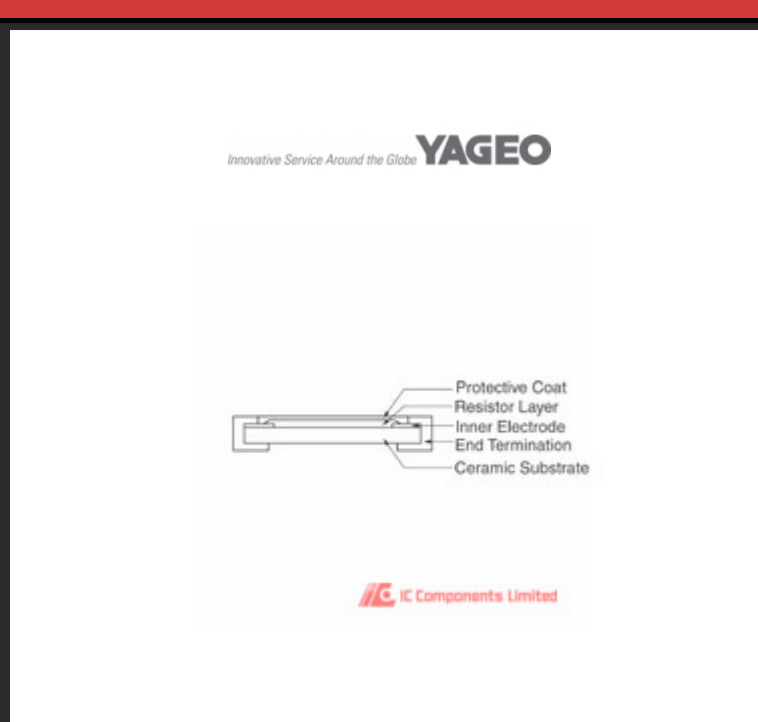 Innovative Service Around the Globe YAGEO
Protective Coat
Resistor Layer
Inner Electrode
End Termination
Ceramic Substrate
IC Components Limited